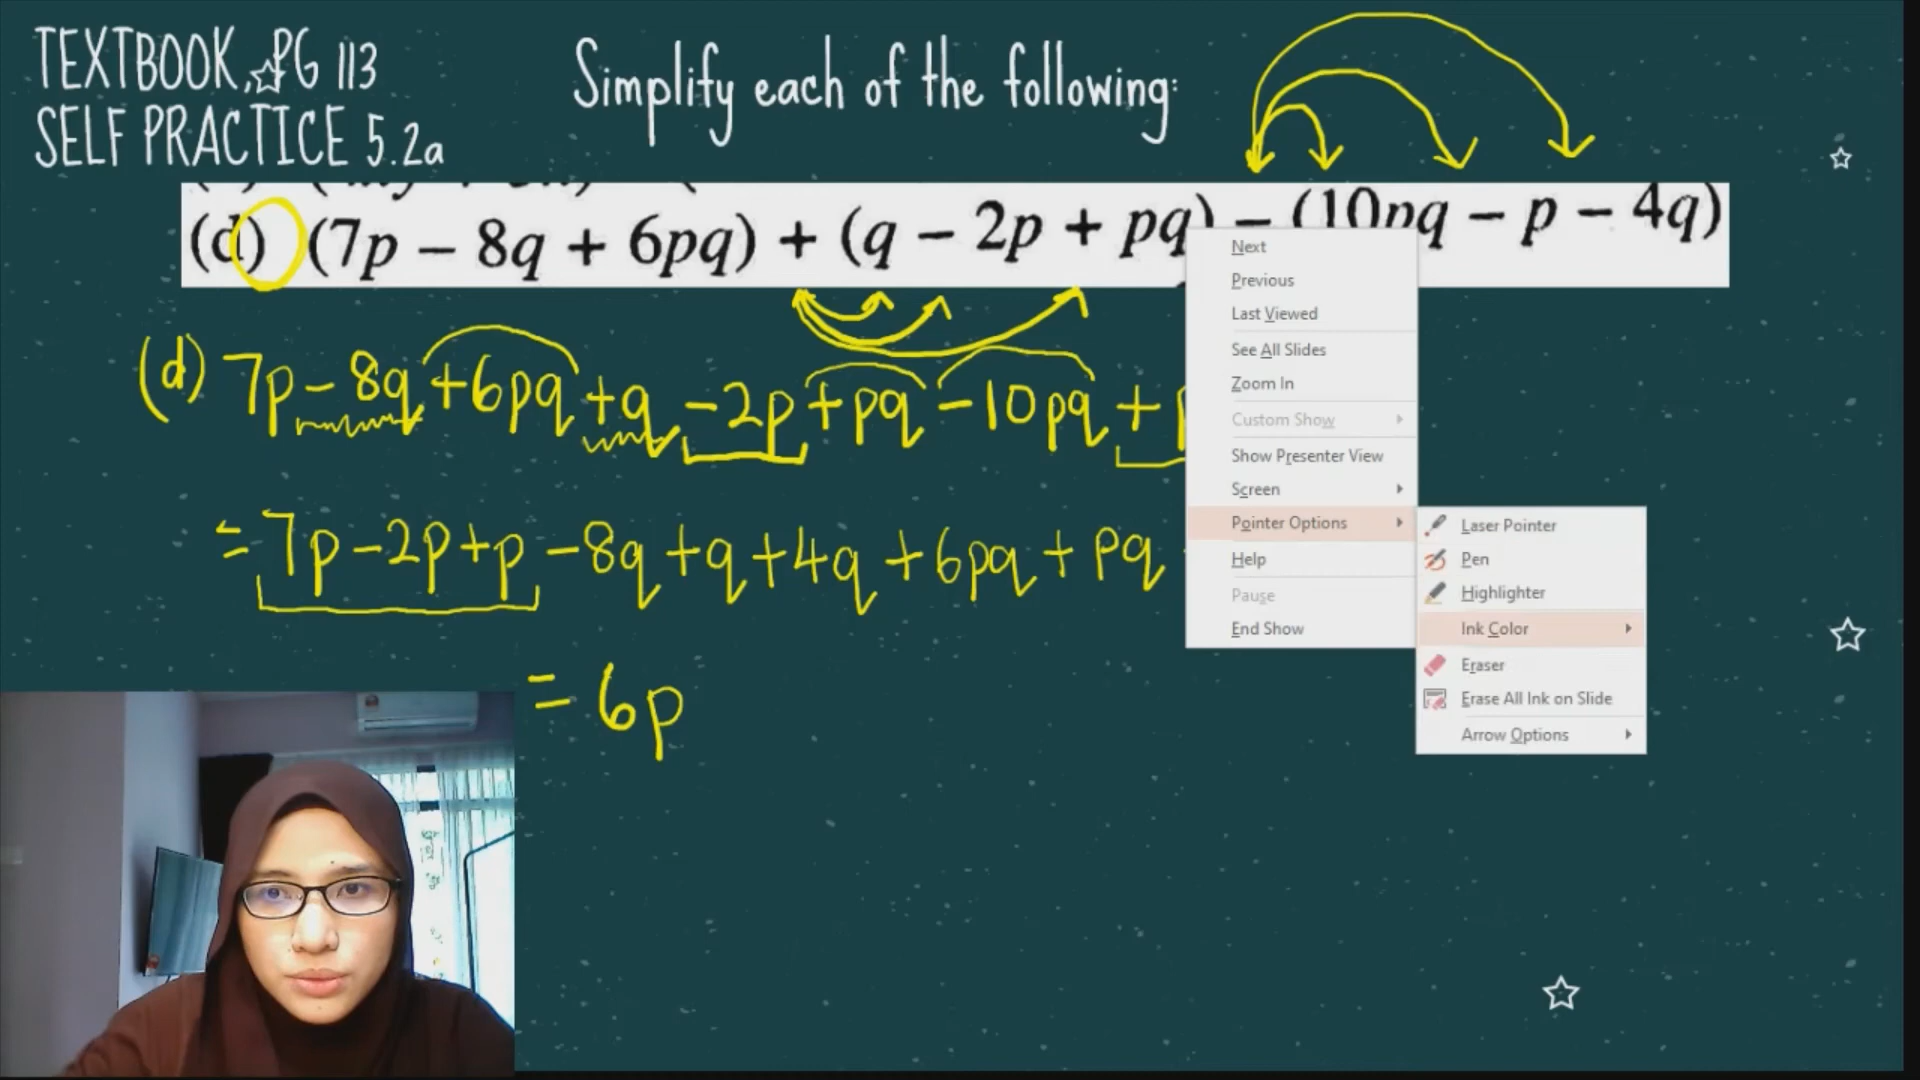 TEXTBOOK, PG 113
SELF PRACTICE 5.2a
Simplify each of the following:
(d) (7p – 8q + 6pq) + (q – 2p + pq) – (10pq – p – 4q)
(d) 7p – 8q + 6pq + q – 2p + pq – 10pq +
= 7p – 2p + p – 8q + q + 4q + 6pq + pq
= 6p
Next
Previous
Last Viewed
See All Slides
Zoom In
Custom Show
Show Presenter View
Screen
Pointer Options
Help
Pause
End Show
Laser Pointer
Pen
Highlighter
Ink Color
Eraser
Erase All Ink on Slide
Arrow Options